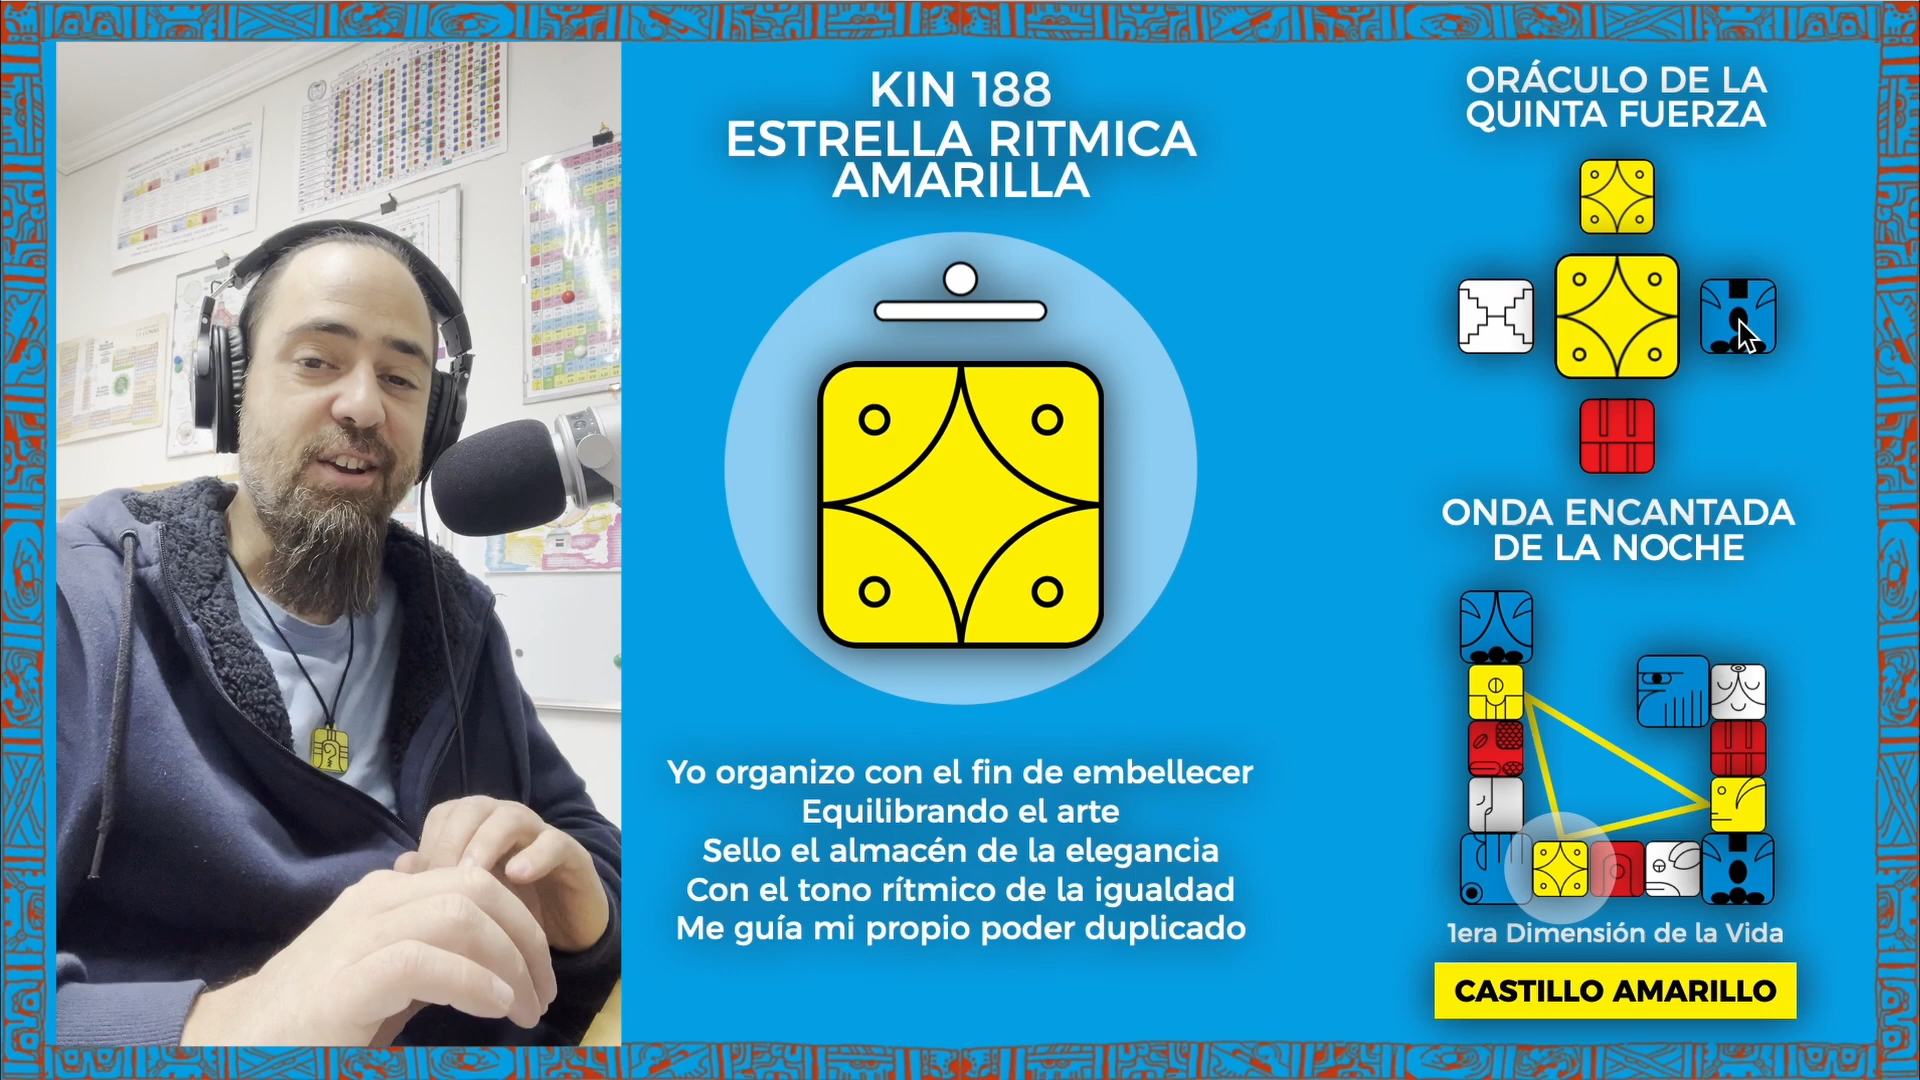 KIN 188
ESTRELLA RITMICA
AMARILLA
Yo organizo con el fin de embellecer
Equilibrando el arte
Sello el almacén de la elegancia
Con el tono rítmico de la igualdad
Me guía mi propio poder duplicado
ORÁCULO DE LA
QUINTA FUERZA
ONDA ENCANTADA
DE LA NOCHE
1era Dimensión de la Vida
CASTILLO AMARILLO